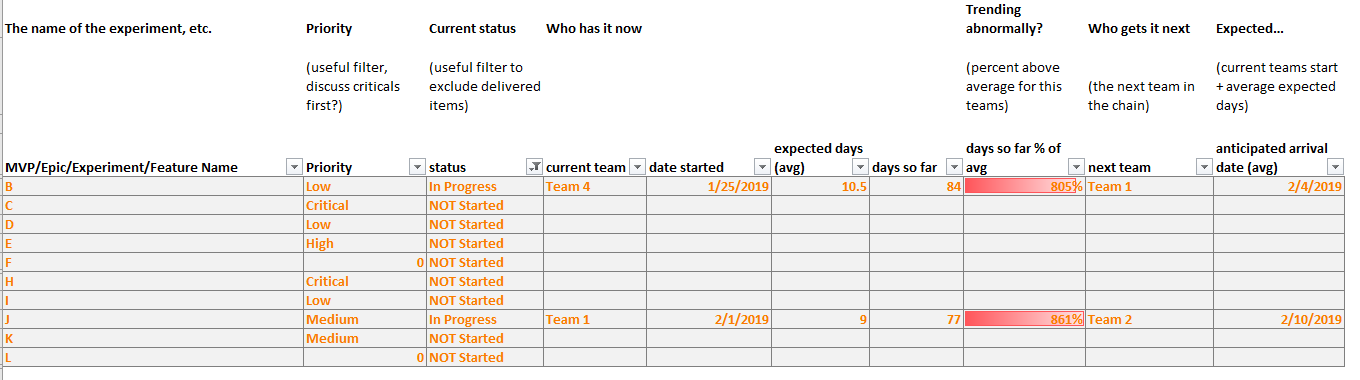 The name of the experiment, etc. Priority Current status Who has it now Trending abnormally? Who gets it next Expected...
(useful filter, discuss criticals first?) (useful filter to exclude delivered items) (percent above average for this teams) (the next team in the chain) (current teams start + average expected days)
MVP/Epic/Experiment/Feature Name Priority status current team date started expected days (avg) days so far days so far % of avg next team anticipated arrival date (avg)
B Low In Progress Team 4 1/25/2019 10.5 84 805% Team 1 2/4/2019
C Critical NOT Started
D Low NOT Started
E High NOT Started
F 0 NOT Started
H Critical NOT Started
I Low NOT Started
J Medium In Progress Team 1 2/1/2019 9 77 861% Team 2 2/10/2019
K Medium NOT Started
L 0 NOT Started